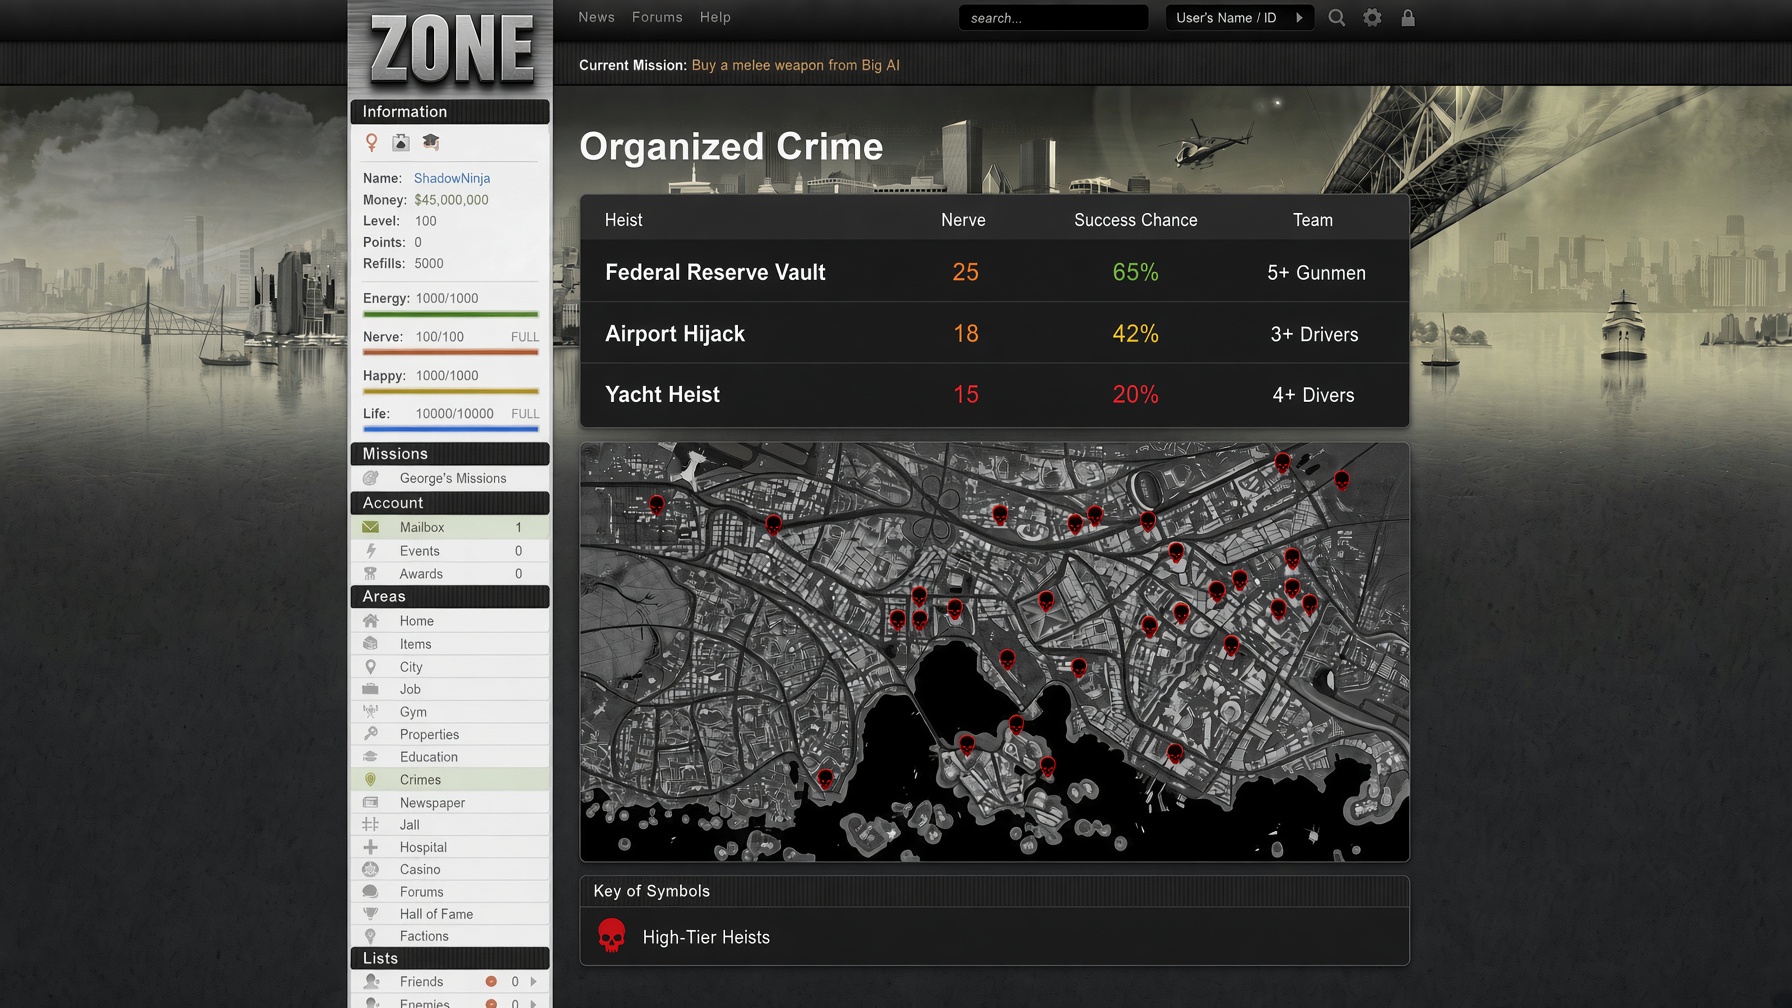 ZONE
News Forums Help
search...
User's Name / ID
Current Mission: Buy a melee weapon from Big AI
Information
Name: ShadowNinja
Money: $45,000,000
Level: 100
Points: 0
Refills: 5000
Energy: 1000/1000
Nerve: 100/100 FULL
Happy: 1000/1000
Life: 10000/10000 FULL
Missions
George's Missions
Account
Mailbox 1
Events 0
Awards 0
Areas
Home
Items
City
Job
Gym
Properties
Education
Crimes
Newspaper
Jall
Hospital
Casino
Forums
Hall of Fame
Factions
Lists
Friends 0
Enemies 0
Organized Crime
Heist Nerve Success Chance Team
Federal Reserve Vault 25 65% 5+ Gunmen
Airport Hijack 18 42% 3+ Drivers
Yacht Heist 15 20% 4+ Divers
Key of Symbols
High-Tier Heists